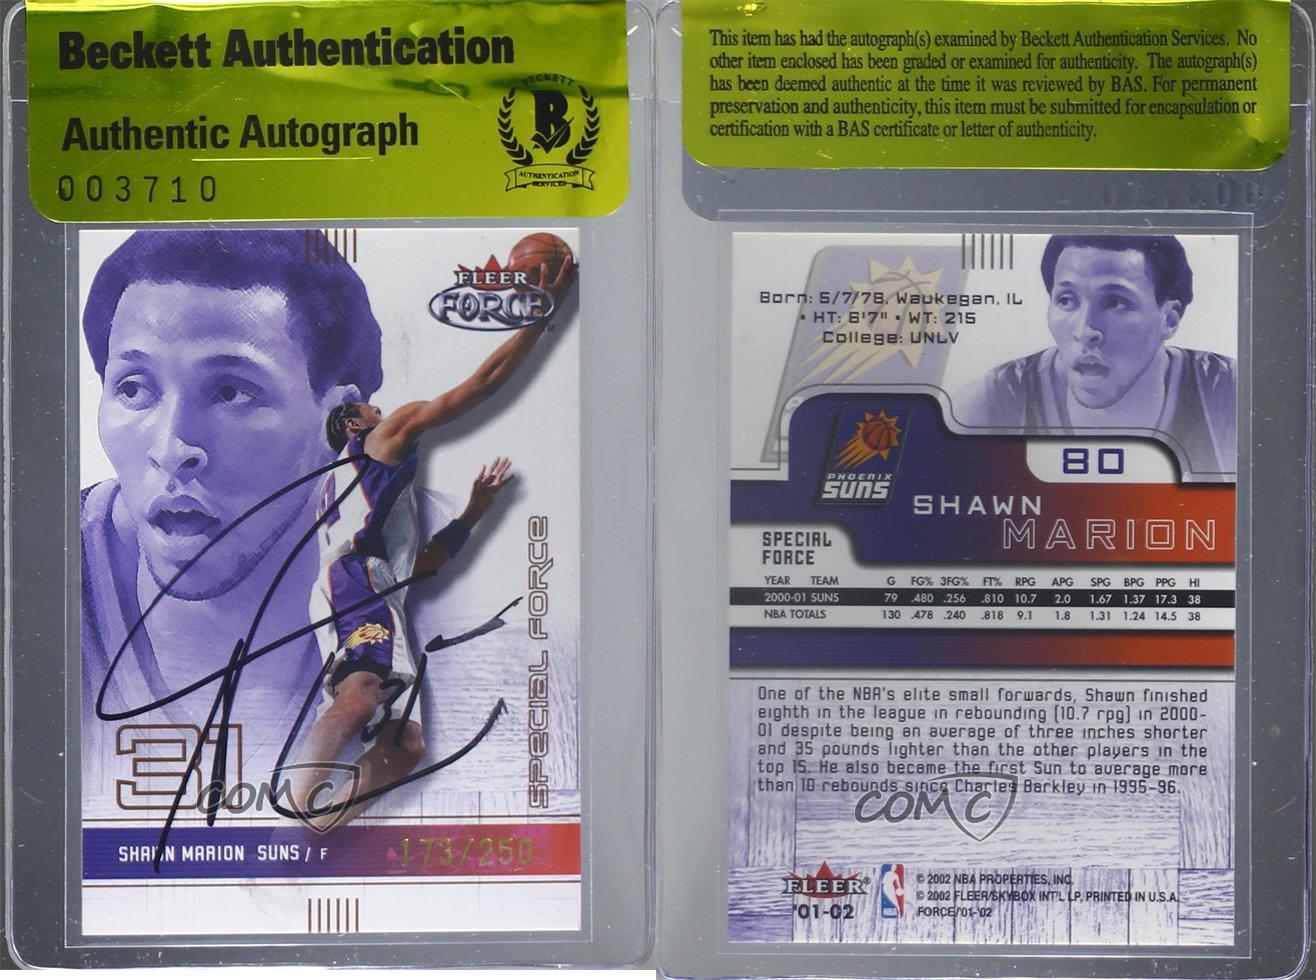 Beckett Authentication
Authentic Autograph
003710
BECKETT
B
AUTHENTICATION
SERVICES
FLEER
FORCE
TM
SPECIAL FORCE
31
31
COMC
SHAWN MARION SUNS / F
173/250
This item has had the autograph(s) examined by Beckett Authentication Services. No
other item enclosed has been graded or examined for authenticity. The autograph(s)
has been deemed authentic at the time it was reviewed by BAS. For permanent
preservation and authenticity, this item must be submitted for encapsulation or
certification with a BAS certificate or letter of authenticity.
Born: 5/7/78, Waukegan, IL
• HT: 6'7" • WT: 215
College: UNLV
80
PHOENIX
SUNS
SHAWN
MARION
SPECIAL
FORCE
YEAR TEAM G FG% 3FG% FT% RPG APG SPG BPG PPG HI
2000-01 SUNS 79 .480 .256 .810 10.7 2.0 1.67 1.37 17.3 38
NBA TOTALS 130 .478 .240 .818 9.1 1.8 1.31 1.24 14.5 38
One of the NBA's elite small forwards, Shawn finished
eighth in the league in rebounding (10.7 rpg) in 2000-
01 despite being an average of three inches shorter
and 35 pounds lighter than the other players in the
top 15. He also became the first Sun to average more
than 10 rebounds since Charles Barkley in 1995-96.
COMC
FLEER®
'01-02
NBA
© 2002 NBA PROPERTIES, INC.
© 2002 FLEER/SKYBOX INT'L LP, PRINTED IN U.S.A.
FORCE/'01-'02